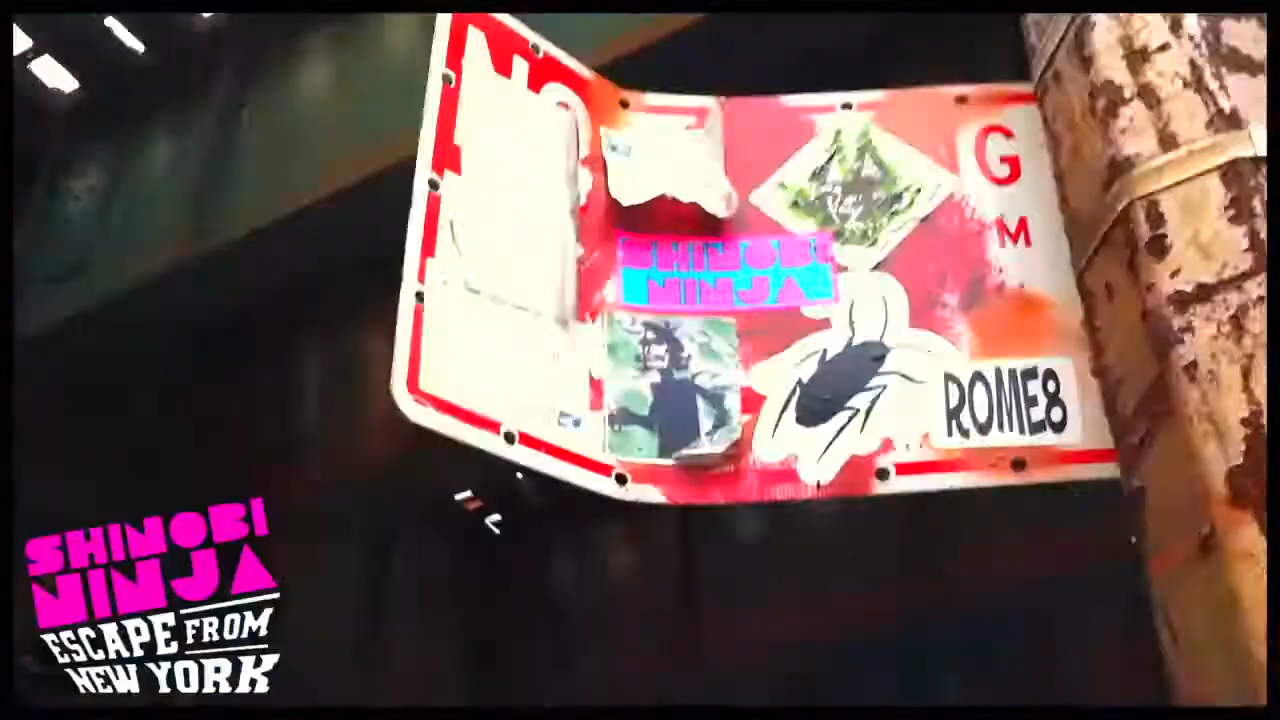 G
M
SHINOBI
NINJA
ROME8
SHINOBI
NINJA
ESCAPE FROM
NEW YORK